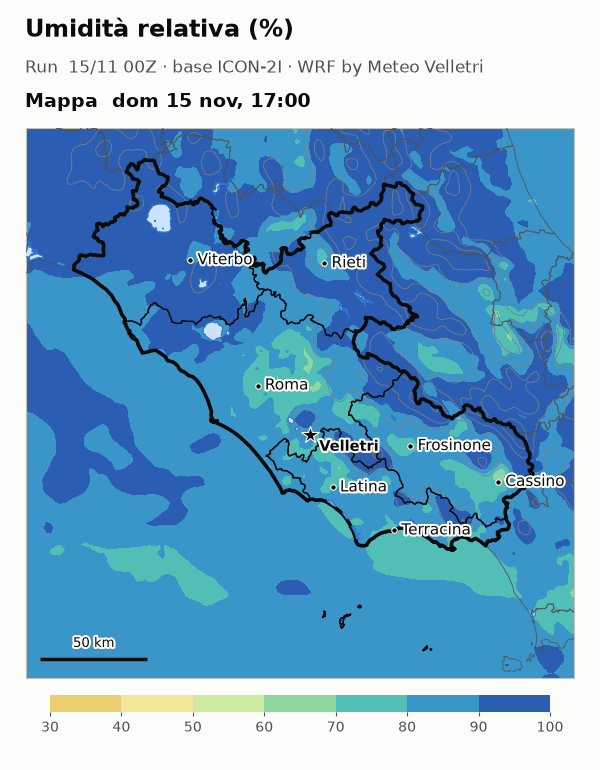 Umidità relativa (%)
Run  15/11 00Z · base ICON-2I · WRF by Meteo Velletri
Mappa  dom 15 nov, 17:00
Viterbo
Rieti
Roma
Velletri
Frosinone
Cassino
Latina
Terracina
50 km
30 40 50 60 70 80 90 100